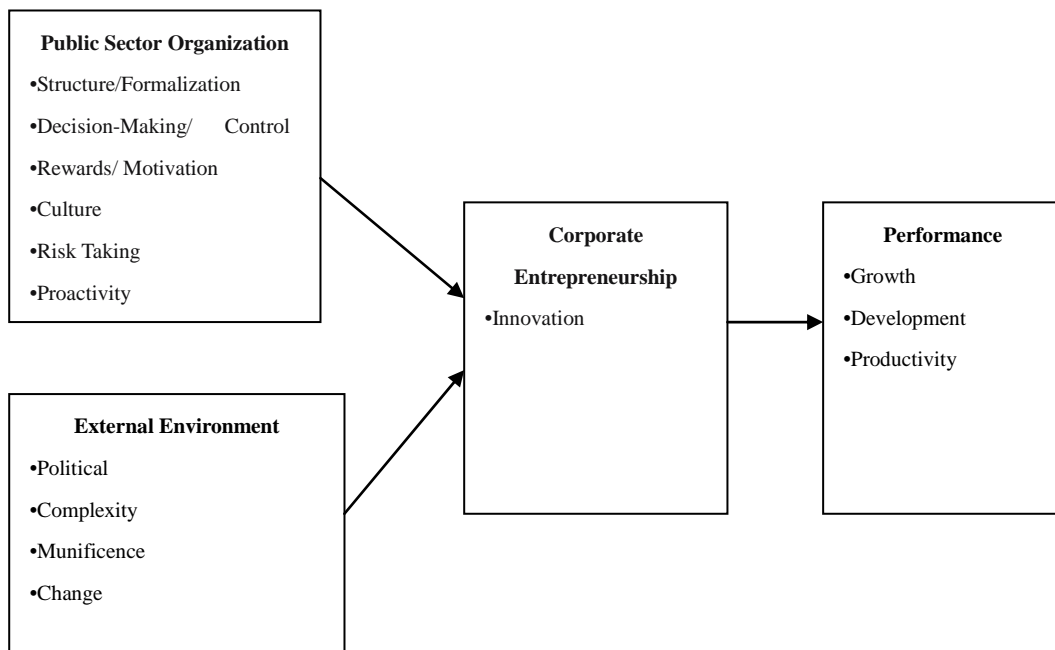 Public Sector Organization
•Structure/Formalization
•Decision-Making/ Control
•Rewards/ Motivation
•Culture
•Risk Taking
•Proactivity
External Environment
•Political
•Complexity
•Munificence
•Change
Corporate
Entrepreneurship
•Innovation
Performance
•Growth
•Development
•Productivity